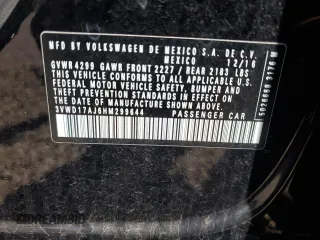 MFD BY VOLKSWAGEN DE MEXICO S.A. DE C.V.
MEXICO 12/16
GVWR 4299 GAWR FRONT 2227 / REAR 2183 LBS
THIS VEHICLE CONFORMS TO ALL APPLICABLE
FEDERAL MOTOR VEHICLE SAFETY, BUMPER AND
THEFT PREVENTION STANDARDS IN EFFECT ON
THE DATE OF MANUFACTURE SHOWN ABOVE.
3VWD17AJ6HM299644 PASSENGER CAR